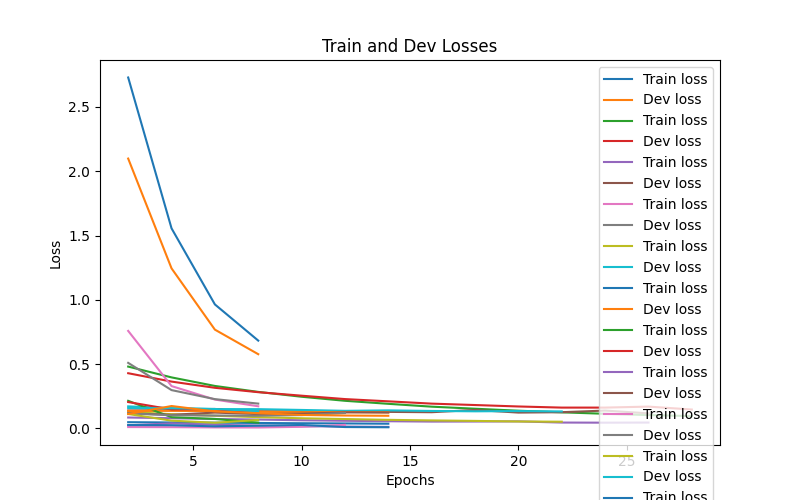 Train and Dev Losses
Loss
2.5
2.0
1.5
1.0
0.5
0.0
5
10
15
20
25
Epochs
Train loss
Dev loss
Train loss
Dev loss
Train loss
Dev loss
Train loss
Dev loss
Train loss
Dev loss
Train loss
Dev loss
Train loss
Dev loss
Train loss
Dev loss
Train loss
Dev loss
Train loss
Dev loss
Train loss